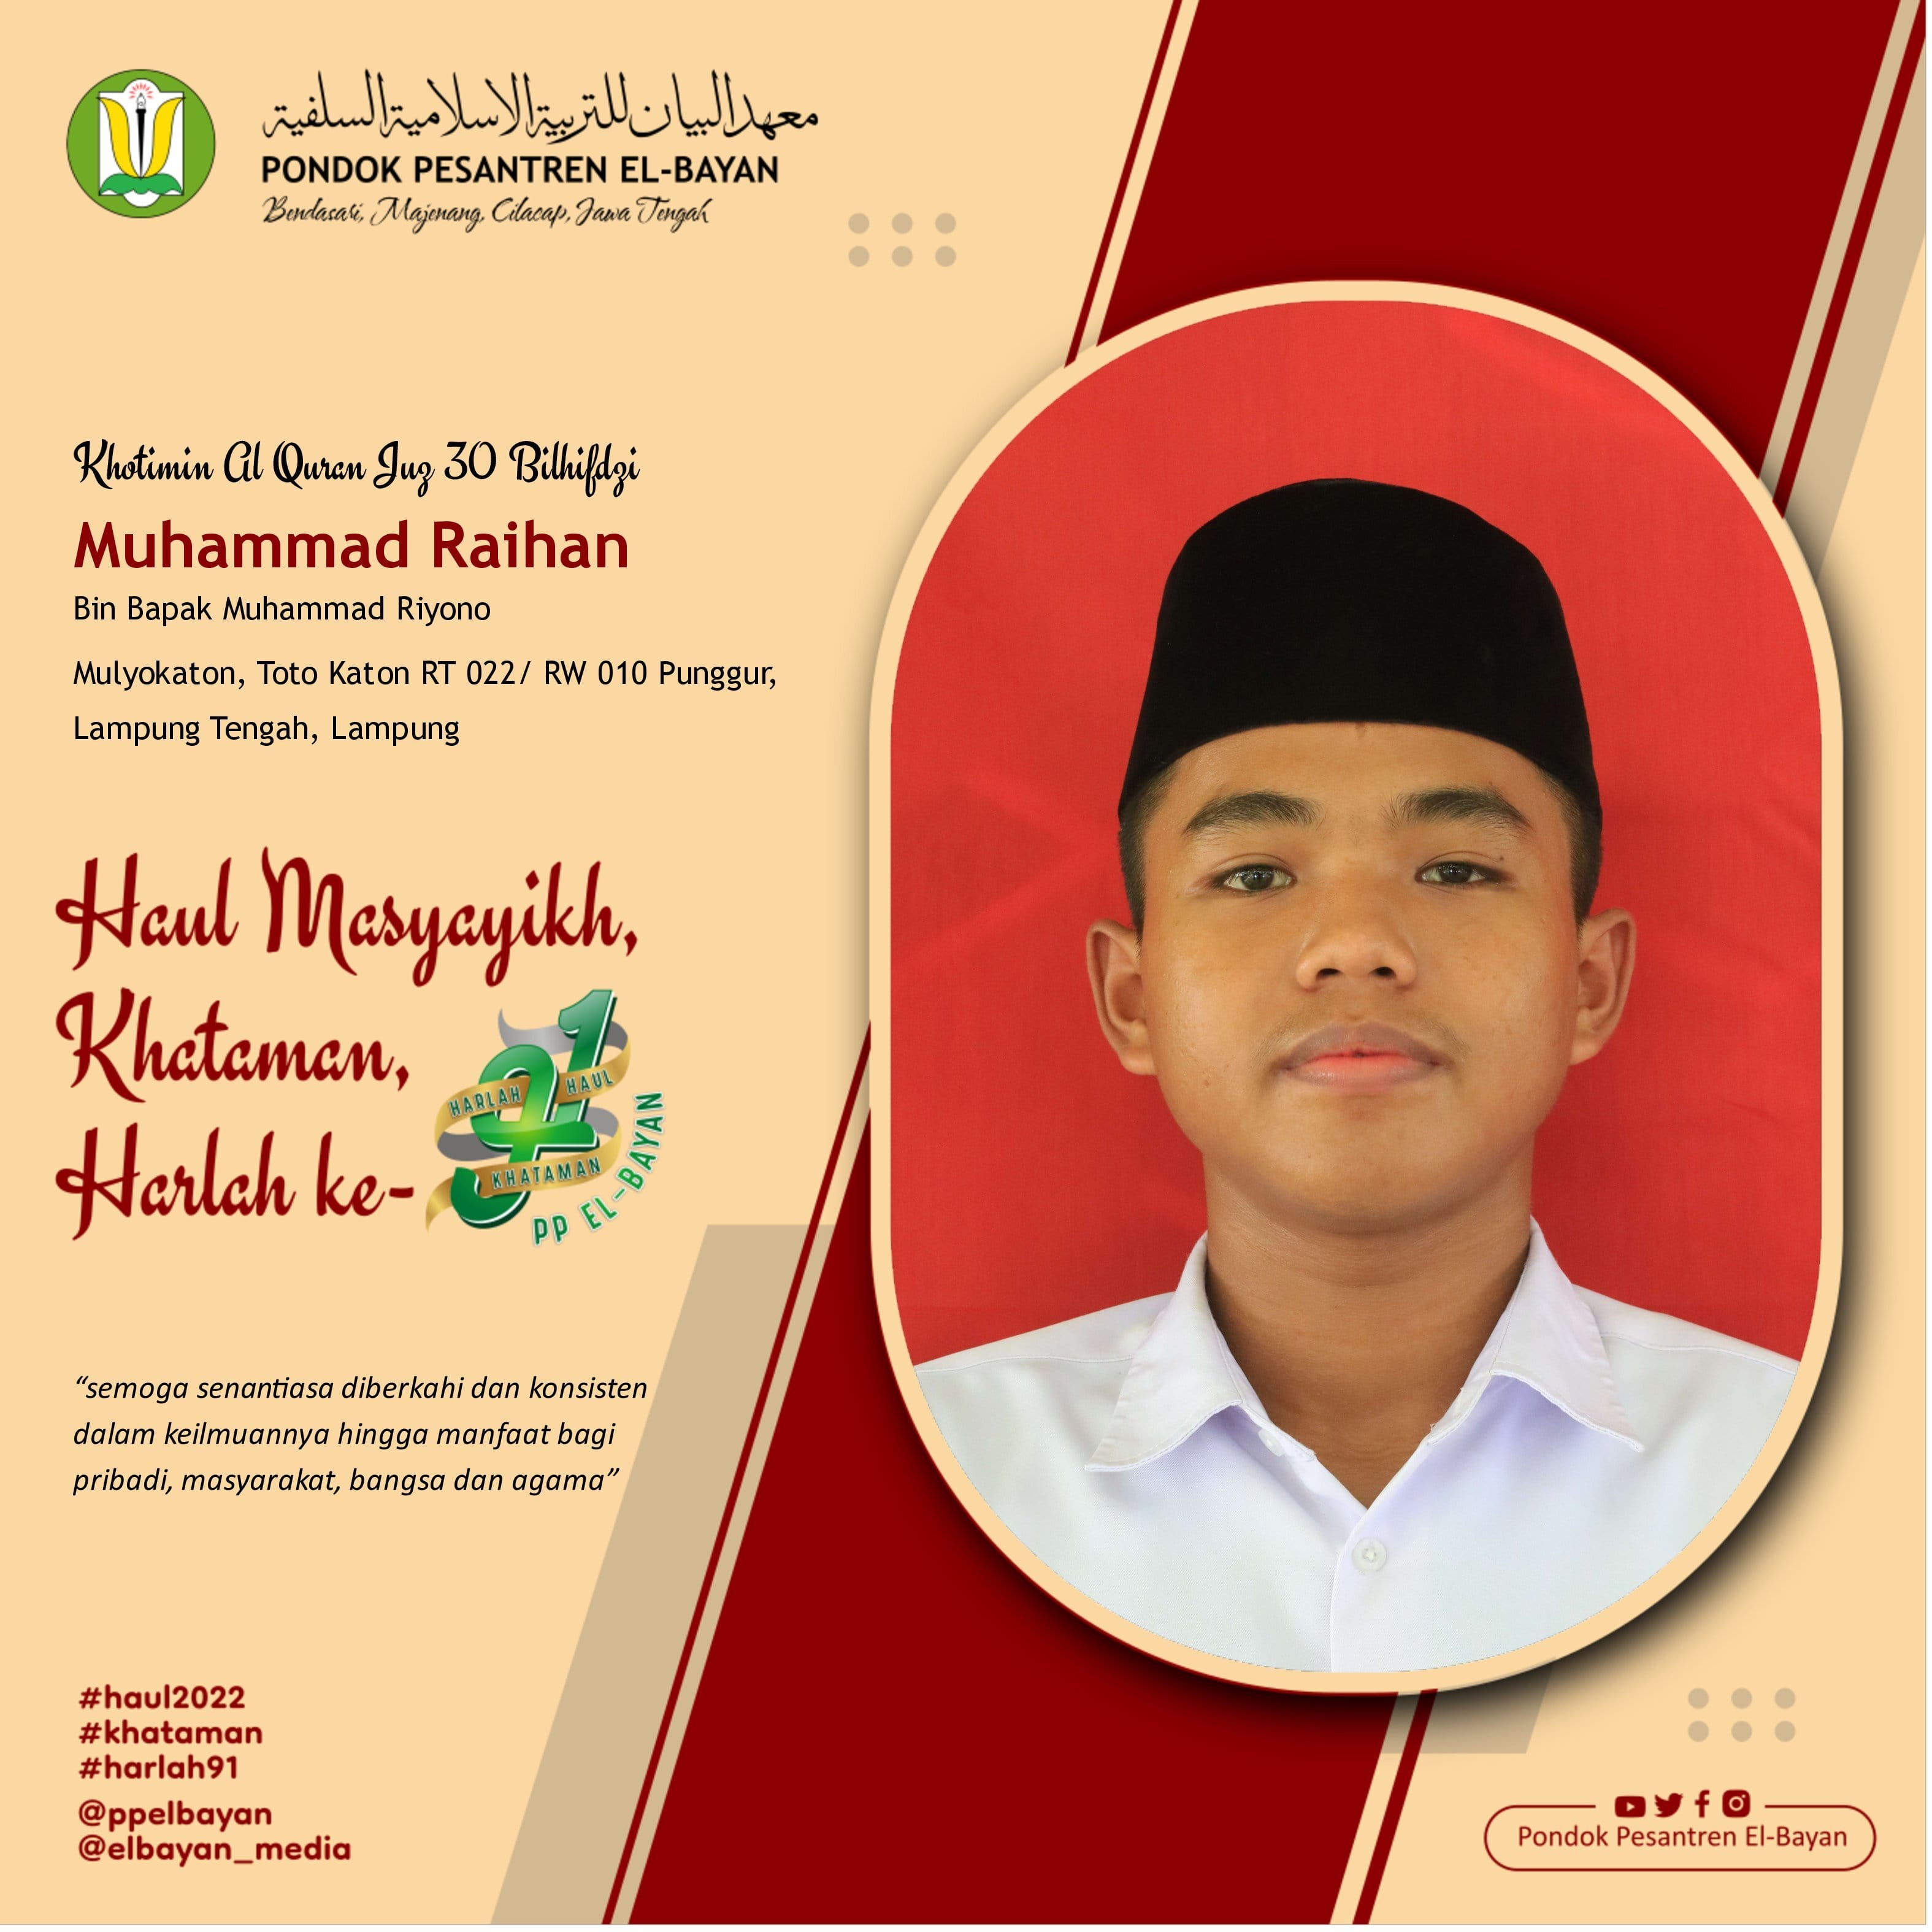 معهد البيان للتربية الاسلامية السلفية
PONDOK PESANTREN EL-BAYAN
Bendasari, Majenang, Cilacap, Jawa Tengah
Khotimin Al Quran Juz 30 Bilhifdzi
Muhammad Raihan
Bin Bapak Muhammad Riyono
Mulyokaton, Toto Katon RT 022/ RW 010 Punggur,
Lampung Tengah, Lampung
Haul Masyayikh,
Khataman,
Harlah ke-
91
HARLAH HAUL
KHATAMAN
PP EL-BAYAN
“semoga senantiasa diberkahi dan konsisten
dalam keilmuannya hingga manfaat bagi
pribadi, masyarakat, bangsa dan agama”
#haul2022
#khataman
#harlah91
@ppelbayan
@elbayan_media
Pondok Pesantren El-Bayan